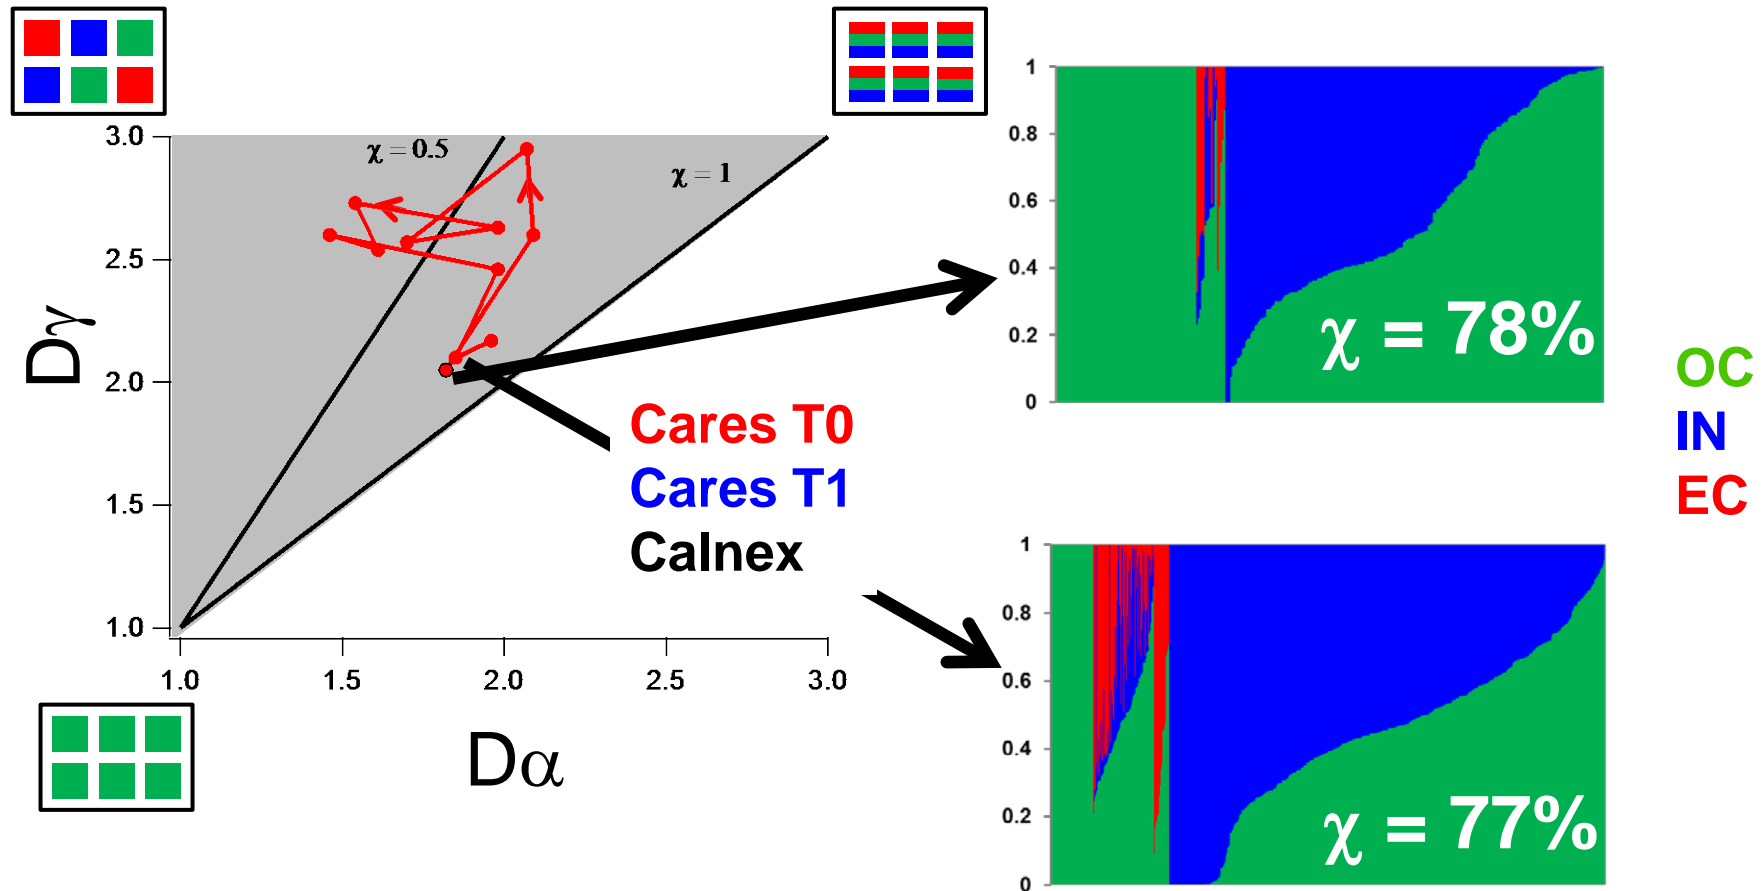 3.0
2.5
2.0
1.5
1.0
Dγ
χ = 0.5
χ = 1
1.0
1.5
2.0
2.5
3.0
Dα
Cares T0
Cares T1
Calnex
1
0.8
0.6
0.4
0.2
0
χ = 78%
1
0.8
0.6
0.4
0.2
0
χ = 77%
OC
IN
EC